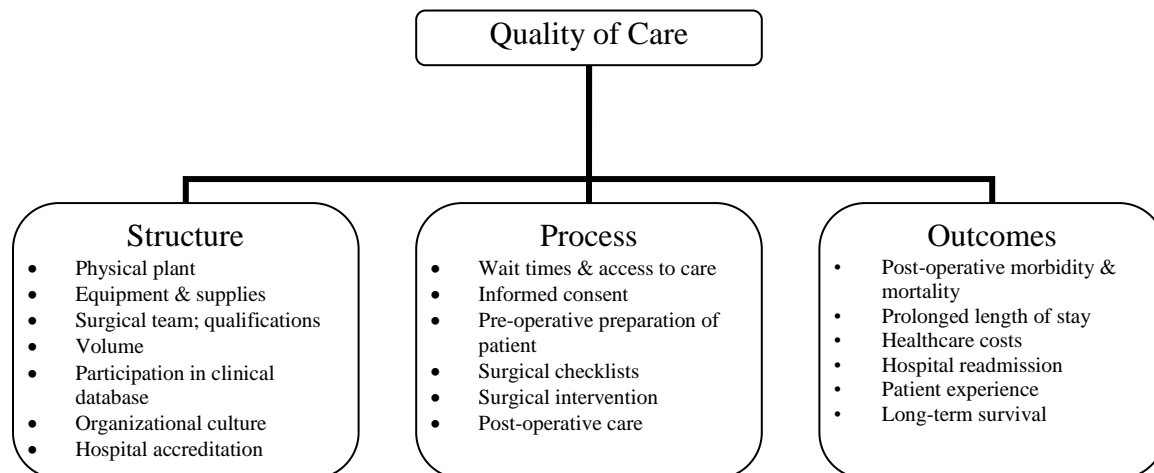 Quality of Care
Structure
• Physical plant
• Equipment & supplies
• Surgical team; qualifications
• Volume
• Participation in clinical
database
• Organizational culture
• Hospital accreditation
Process
• Wait times & access to care
• Informed consent
• Pre-operative preparation of
patient
• Surgical checklists
• Surgical intervention
• Post-operative care
Outcomes
• Post-operative morbidity &
mortality
• Prolonged length of stay
• Healthcare costs
• Hospital readmission
• Patient experience
• Long-term survival